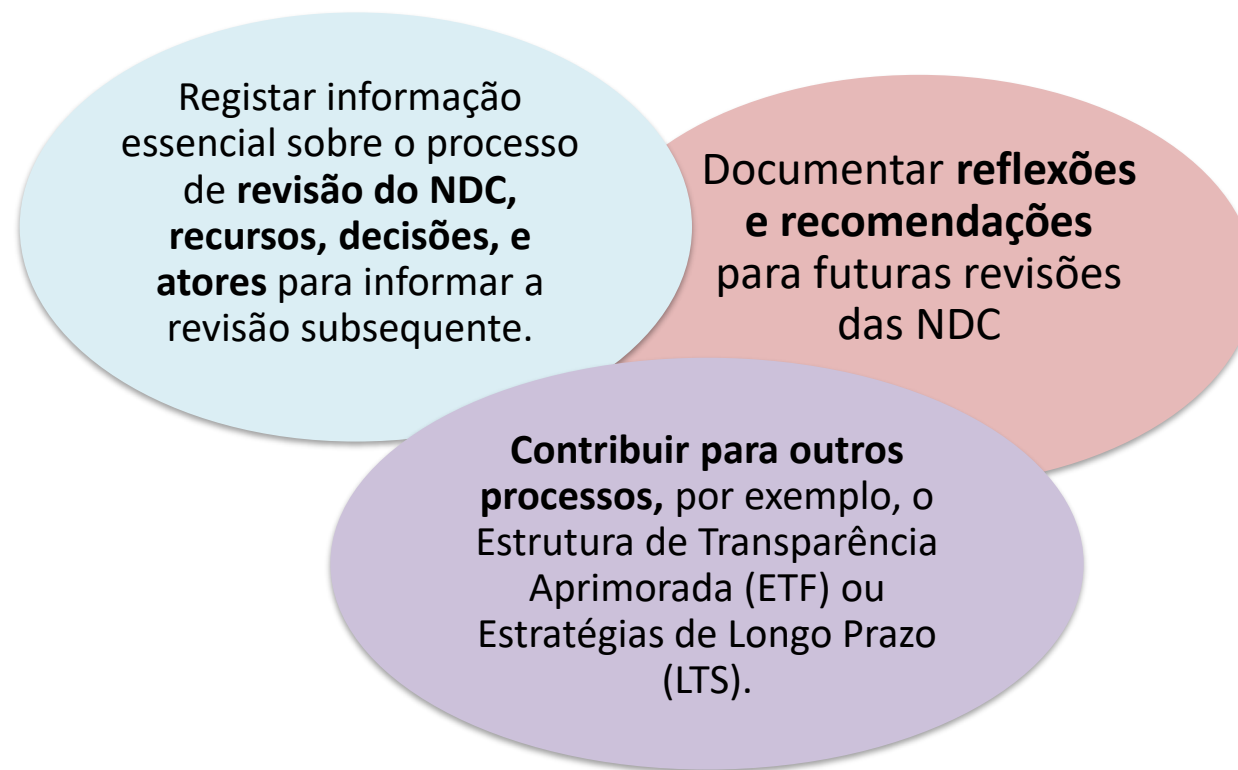 Registar informação
essencial sobre o processo
de revisão do NDC,
recursos, decisões, e
atores para informar a
revisão subsequente.
Documentar reflexões
e recomendações
para futuras revisões
das NDC
Contribuir para outros
processos, por exemplo, o
Estrutura de Transparência
Aprimorada (ETF) ou
Estratégias de Longo Prazo
(LTS).